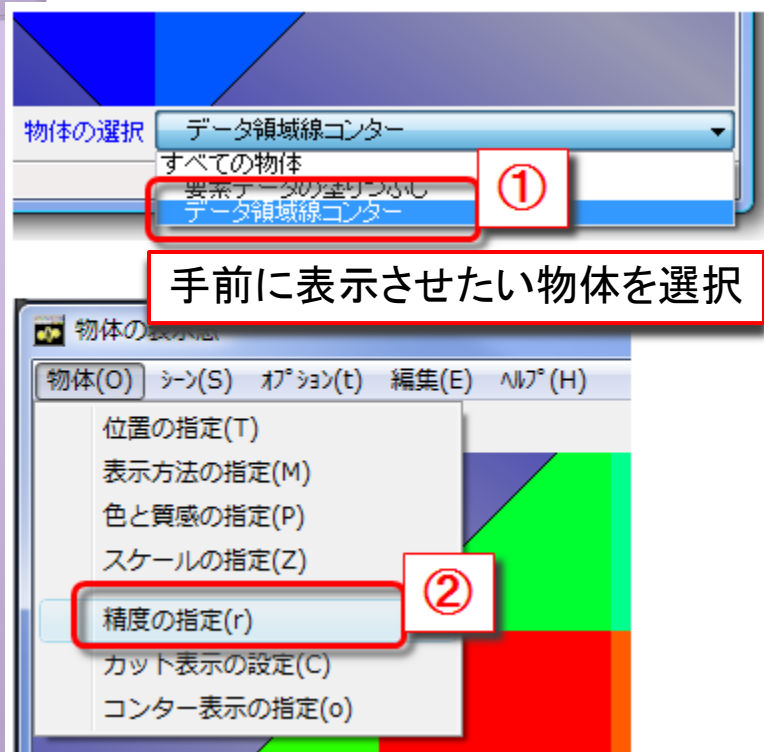 物体の選択 データ領域線コンター
すべての物体
要素データの塗りつぶし
データ領域線コンター
①
手前に表示させたい物体を選択
物体の
物体(O) ｼｰﾝ(S) ｵﾌﾟｼｮﾝ(t) 編集(E) ﾍﾙﾌﾟ(H)
位置の指定(T)
表示方法の指定(M)
色と質感の指定(P)
スケールの指定(Z)
②
精度の指定(r)
カット表示の設定(C)
コンター表示の指定(o)